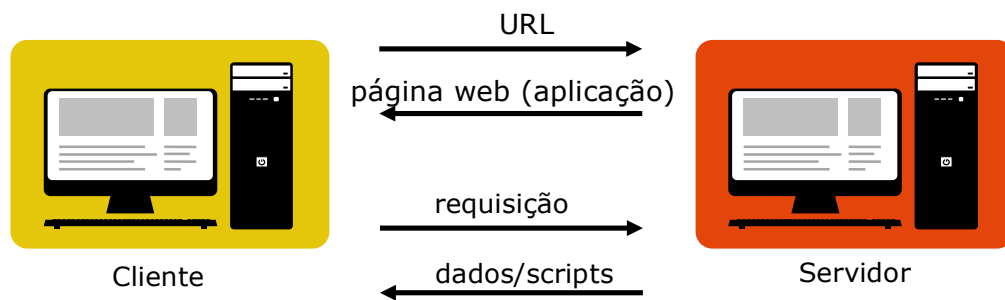 URL
página web (aplicação)
requisição
dados/scripts
Cliente
Servidor